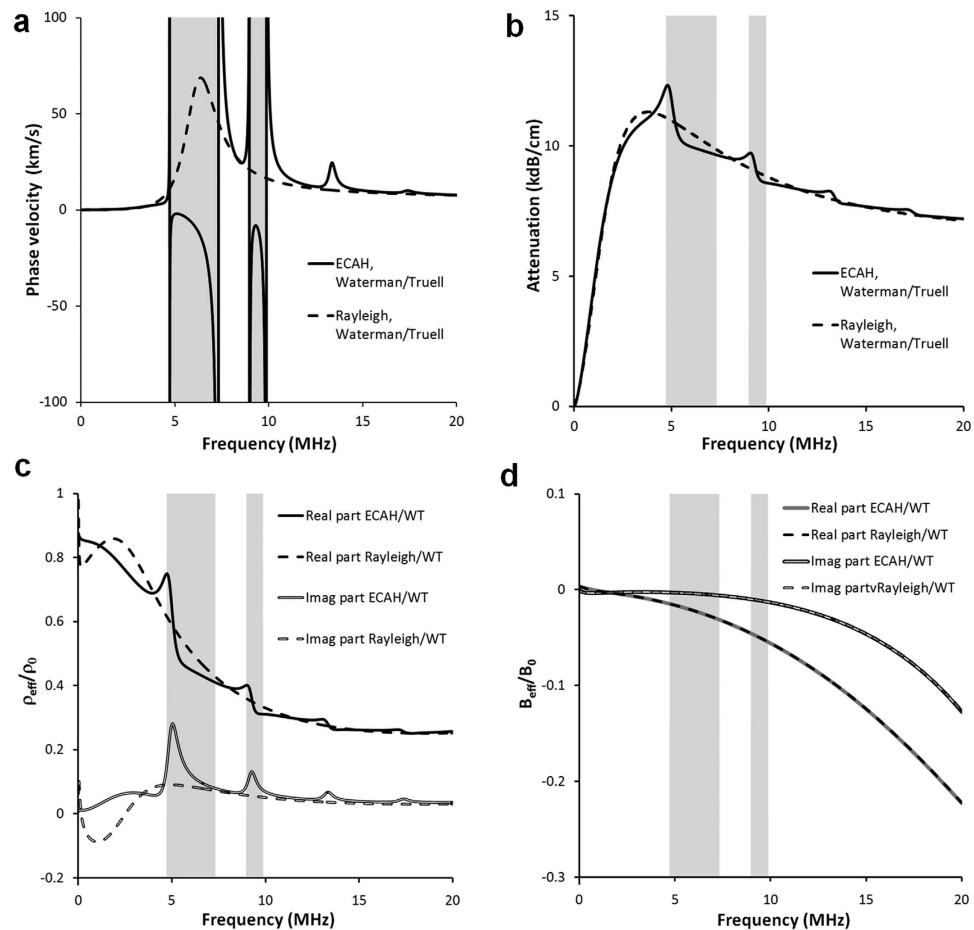 a
100
50
0
-50
-100
Phase velocity (km/s)
ECAH,
Waterman/Truell
Rayleigh,
Waterman/Truell
0 5 10 15 20
Frequency (MHz)
b
15
10
5
0
Attenuation (kdB/cm)
ECAH,
Waterman/Truell
Rayleigh,
Waterman/Truell
0 5 10 15 20
Frequency (MHz)
c
1
0.8
0.6
0.4
0.2
0
-0.2
ρeff/ρ0
Real part ECAH/WT
Real part Rayleigh/WT
Imag part ECAH/WT
Imag part Rayleigh/WT
0 5 10 15 20
Frequency (MHz)
d
0.1
0
-0.1
-0.2
-0.3
Beff/B0
Real part ECAH/WT
Real part Rayleigh/WT
Imag part ECAH/WT
Imag partvRayleigh/WT
0 5 10 15 20
Frequency (MHz)